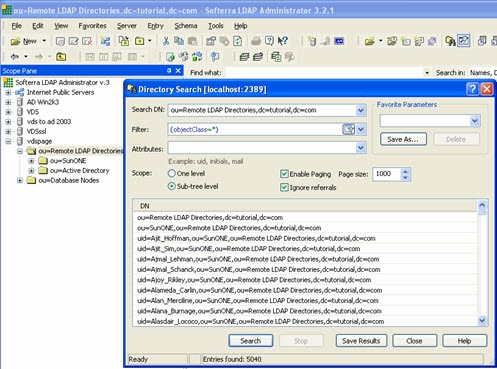 ou=Remote LDAP Directories,dc=tutorial,dc=com - Softerra LDAP Administrator 3.2.1
File Edit View Favorites Server Entry Schema Tools Help
New
Scope Pane
Find what:
Search in: Names, D
Softerra LDAP Administrator v.3
Internet Public Servers
AD Win2k3
VDS
vds to ad 2003
VDSssl
vdspage
ou=Remote LDAP Directories
ou=SunONE
ou=Active Directory
ou=Database Nodes
Directory Search [localhost:2389]
Search DN: ou=Remote LDAP Directories,dc=tutorial,dc=com
Filter: (objectClass=*)
Attributes:
Example: uid, initials, mail
Scope: One level
Sub-tree level
Enable Paging Page size: 1000
Ignore referrals
Favorite Parameters
Save As... Delete
DN
ou=Remote LDAP Directories,dc=tutorial,dc=com
ou=SunONE,ou=Remote LDAP Directories,dc=tutorial,dc=com
uid=Ajit_Hoffman,ou=SunONE,ou=Remote LDAP Directories,dc=tutorial,dc=com
uid=Ajit_Sim,ou=SunONE,ou=Remote LDAP Directories,dc=tutorial,dc=com
uid=Ajmal_Lehman,ou=SunONE,ou=Remote LDAP Directories,dc=tutorial,dc=com
uid=Ajmal_Schanck,ou=SunONE,ou=Remote LDAP Directories,dc=tutorial,dc=com
uid=Ajoy_Rikley,ou=SunONE,ou=Remote LDAP Directories,dc=tutorial,dc=com
uid=Alameda_Carlin,ou=SunONE,ou=Remote LDAP Directories,dc=tutorial,dc=com
uid=Alan_Mercline,ou=SunONE,ou=Remote LDAP Directories,dc=tutorial,dc=com
uid=Alana_Burnage,ou=SunONE,ou=Remote LDAP Directories,dc=tutorial,dc=com
uid=Alasdair_Lococo,ou=SunONE,ou=Remote LDAP Directories,dc=tutorial,dc=com
Search Stop Save Results Close Help
Ready Entries found: 5040